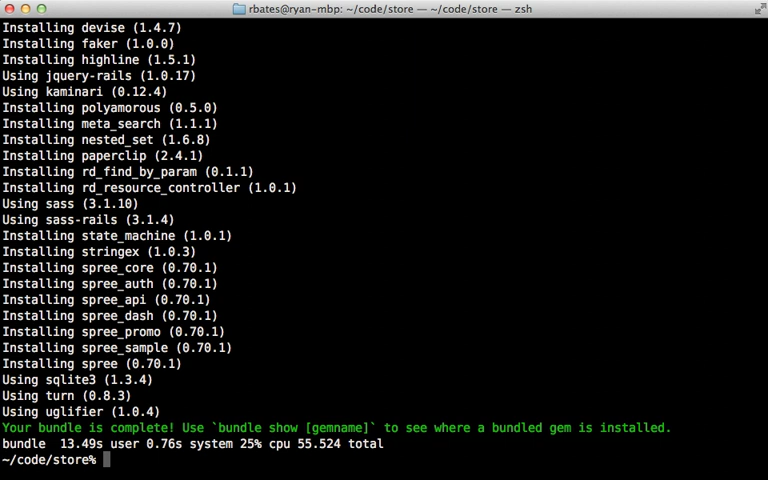 rbates@ryan-mbp: ~/code/store — ~/code/store — zsh
Installing devise (1.4.7)
Installing faker (1.0.0)
Installing highline (1.5.1)
Using jquery-rails (1.0.17)
Using kaminari (0.12.4)
Installing polyamorous (0.5.0)
Installing meta_search (1.1.1)
Installing nested_set (1.6.8)
Installing paperclip (2.4.1)
Installing rd_find_by_param (0.1.1)
Installing rd_resource_controller (1.0.1)
Using sass (3.1.10)
Using sass-rails (3.1.4)
Installing state_machine (1.0.1)
Installing stringex (1.0.3)
Installing spree_core (0.70.1)
Installing spree_auth (0.70.1)
Installing spree_api (0.70.1)
Installing spree_dash (0.70.1)
Installing spree_promo (0.70.1)
Installing spree_sample (0.70.1)
Installing spree (0.70.1)
Using sqlite3 (1.3.4)
Using turn (0.8.3)
Using uglifier (1.0.4)
Your bundle is complete! Use `bundle show [gemname]` to see where a bundled gem is installed.
bundle  13.49s user 0.76s system 25% cpu 55.524 total
~/code/store%